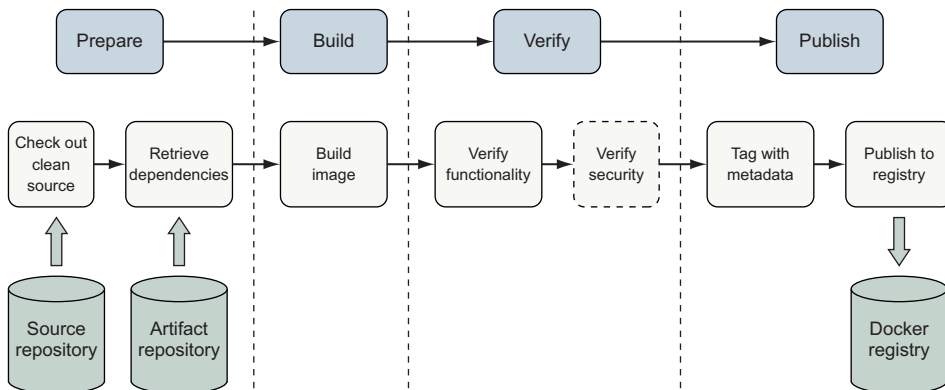 Prepare
Build
Verify
Publish
Check out
clean
source
Retrieve
dependencies
Build
image
Verify
functionality
Verify
security
Tag with
metadata
Publish to
registry
Source
repository
Artifact
repository
Docker
registry